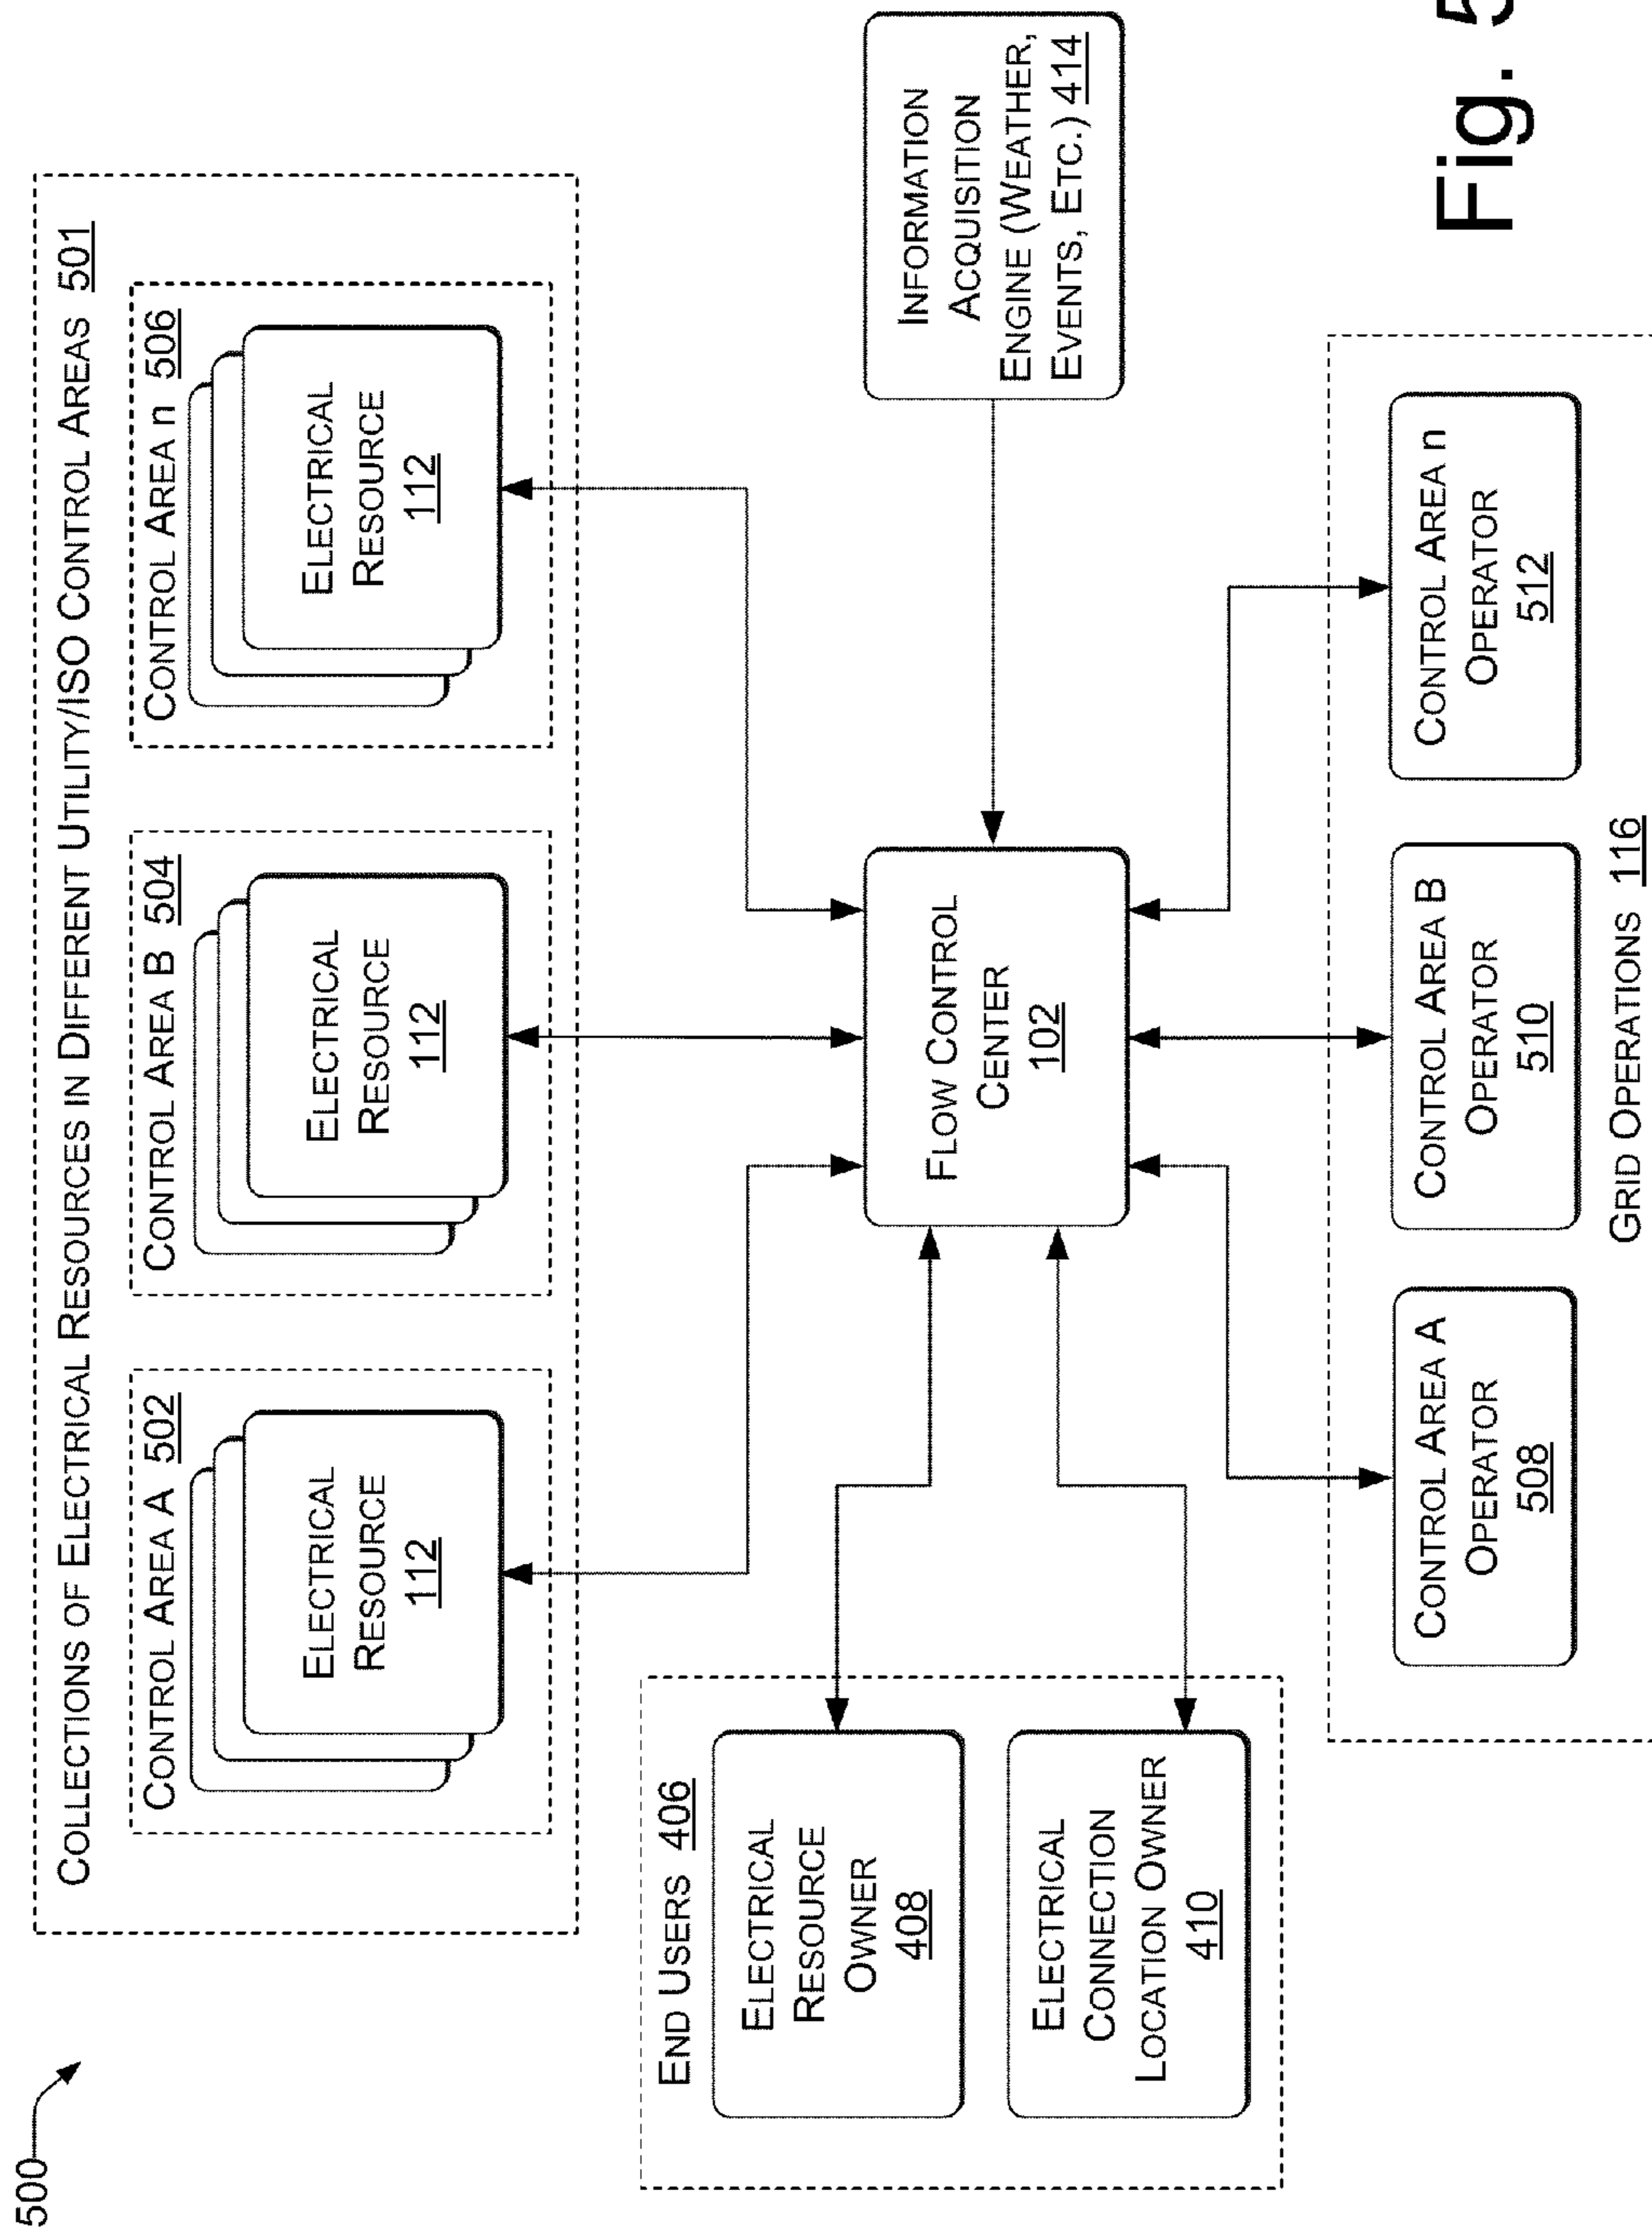 500
COLLECTIONS OF ELECTRICAL RESOURCES IN DIFFERENT UTILITY/ISO CONTROL AREAS 501
CONTROL AREA A 502
ELECTRICAL
RESOURCE
112
CONTROL AREA B 504
ELECTRICAL
RESOURCE
112
CONTROL AREA n 506
ELECTRICAL
RESOURCE
112
END USERS 406
ELECTRICAL
RESOURCE
OWNER
408
ELECTRICAL
CONNECTION
LOCATION OWNER
410
FLOW CONTROL
CENTER
102
INFORMATION
ACQUISITION
ENGINE (WEATHER,
EVENTS, ETC.) 414
CONTROL AREA A
OPERATOR
508
CONTROL AREA B
OPERATOR
510
CONTROL AREA n
OPERATOR
512
GRID OPERATIONS 116
Fig. 5